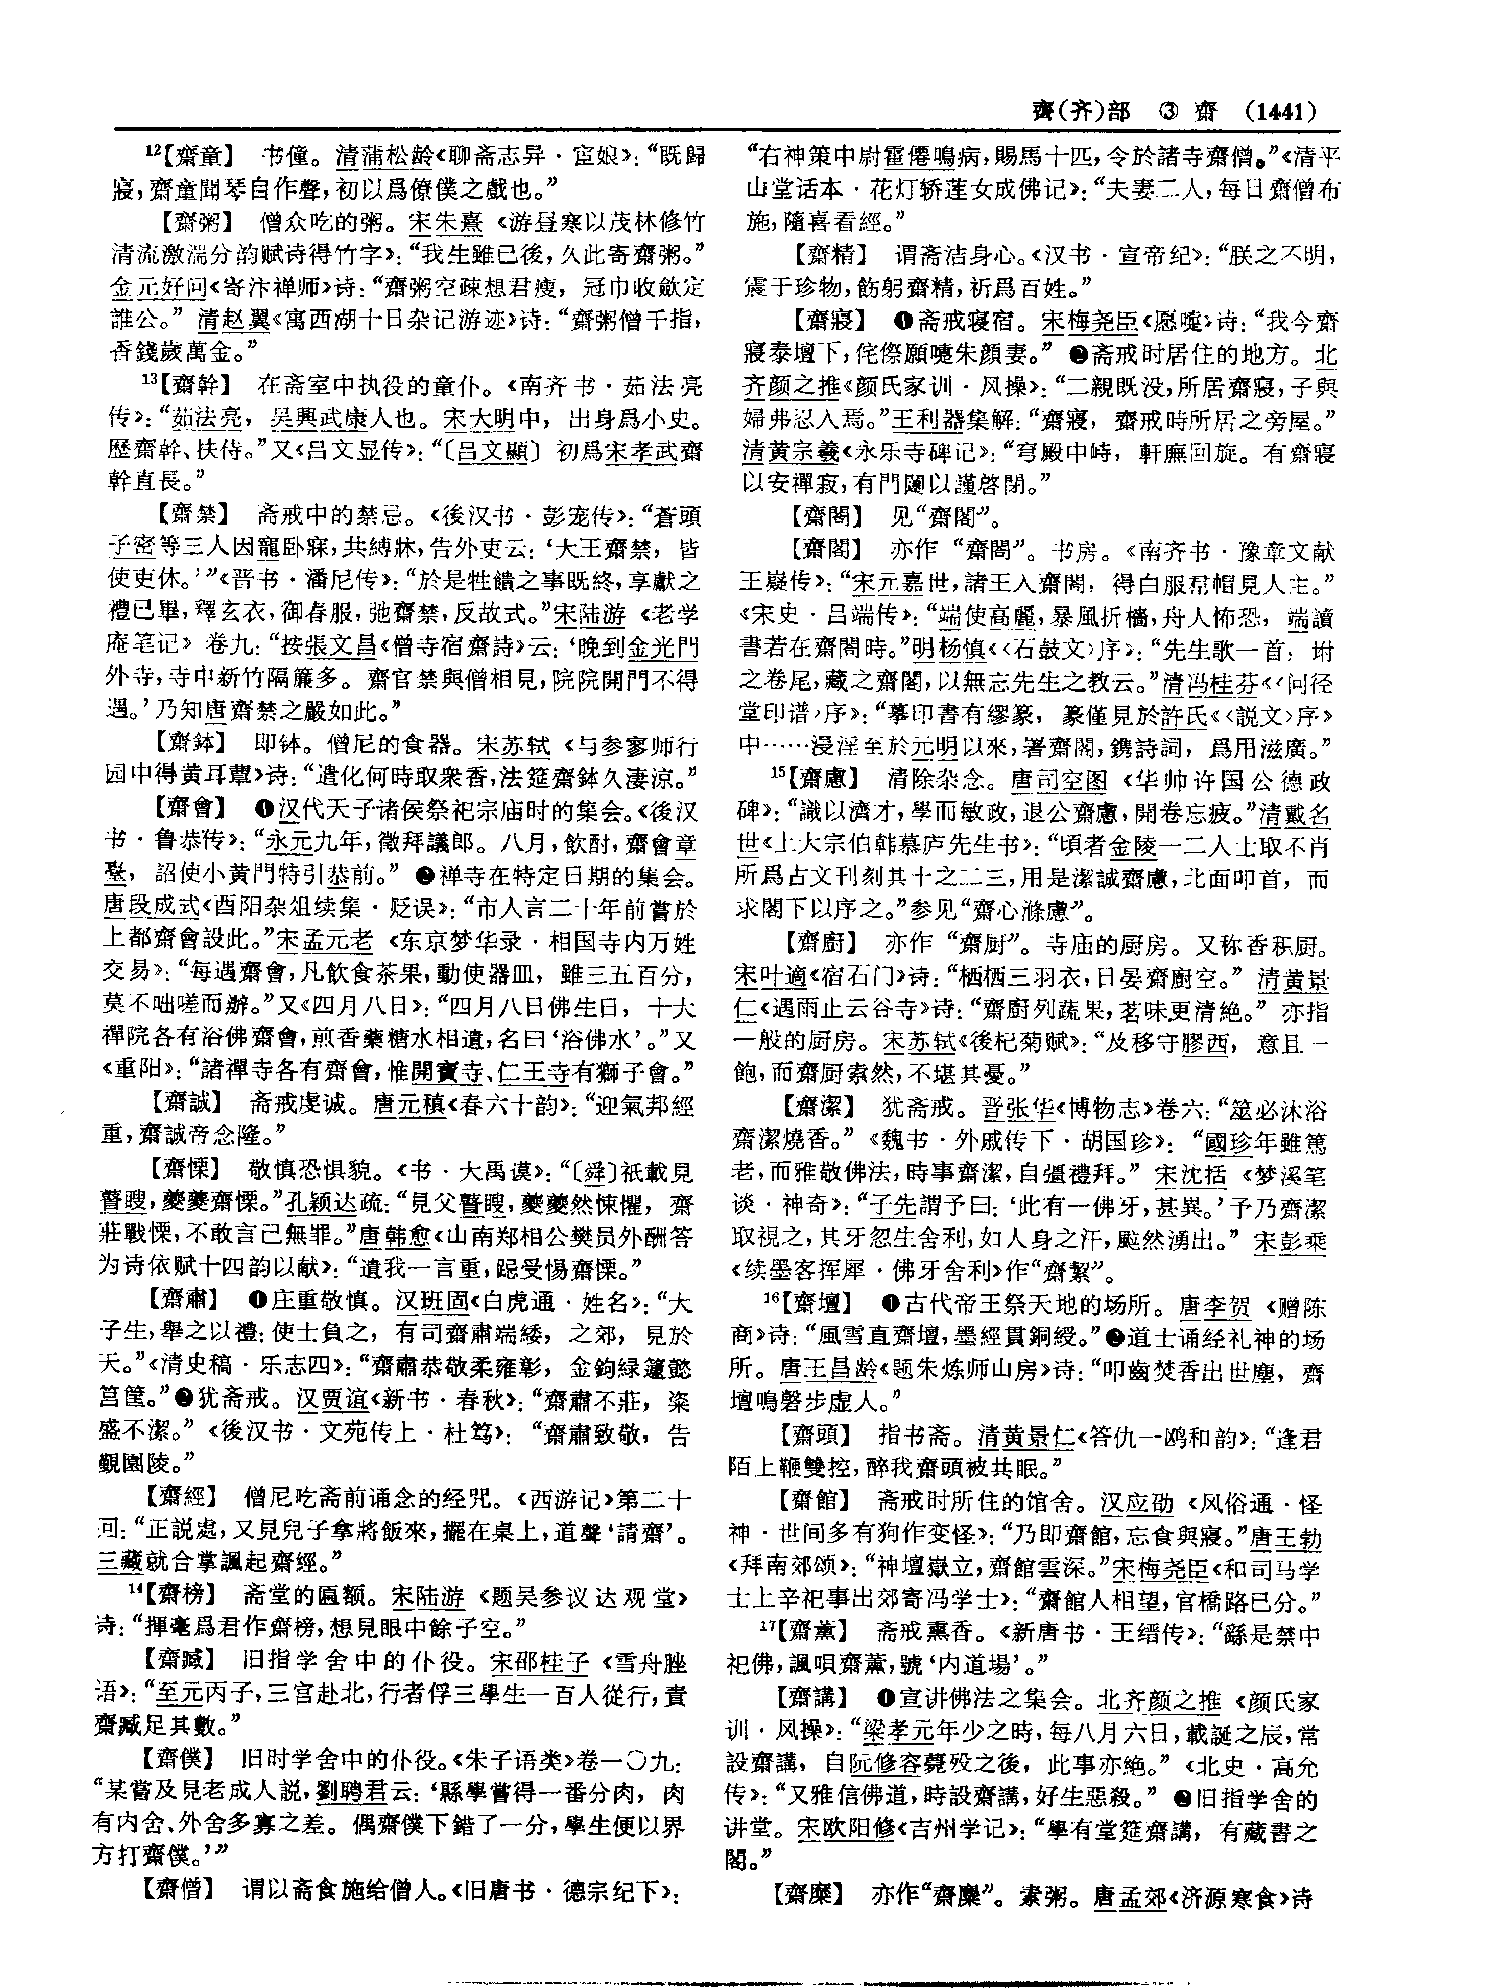 齊(齐)部　③　齋　(1441)
¹²【齋童】　书僮。清蒲松龄《聊斋志异·宦娘》：“既歸
寢，齋童聞琴自作聲，初以爲僚僕之戲也。”
【齋粥】　僧众吃的粥。宋朱熹《游昼寒以茂林修竹
清流激湍分韵赋诗得竹字》：“我生雖已後，久此寄齋粥。”
金元好问《寄汴禅师》诗：“齋粥空疎想君瘦，冠巾收斂定
誰公。”清赵翼《寓西湖十日杂记游迹》诗：“齋粥僧千指，
香錢歲萬金。”
¹³【齋幹】　在斋室中执役的童仆。《南齐书·茹法亮
传》：“茹法亮，吴興武康人也。宋大明中，出身爲小史。
歷齋幹、扶侍。”又《吕文显传》：“〔吕文顯〕初爲宋孝武齋
幹直長。”
【齋禁】　斋戒中的禁忌。《後汉书·彭宠传》：“蒼頭
子密等三人因寵卧寐，共縛牀，告外吏云：‘大王齋禁，皆
使吏休。’”《晋书·潘尼传》：“於是牲饋之事既終，享獻之
禮已畢，釋玄衣，御春服，弛齋禁，反故式。”宋陆游《老学
庵笔记》卷九：“按張文昌《僧寺宿齋詩》云：‘晚到金光門
外寺，寺中新竹隔簾多。齋官禁與僧相見，院院開門不得
過。’乃知唐齋禁之嚴如此。”
【齋鉢】　即钵。僧尼的食器。宋苏轼《与参寥师行
园中得黄耳蕈》诗：“遺化何時取衆香，法筵齋鉢久淒凉。”
【齋會】　❶汉代天子诸侯祭祀宗庙时的集会。《後汉
书·鲁恭传》：“永元九年，徵拜議郎。八月，飲酎，齋會章
臺，詔使小黄門特引恭前。”❷禅寺在特定日期的集会。
唐段成式《酉阳杂俎续集·贬误》：“市人言二十年前嘗於
上都齋會設此。”宋孟元老《东京梦华录·相国寺内万姓
交易》：“每遇齋會，凡飲食茶果，動使器皿，雖三五百分，
莫不咄嗟而辦。”又《四月八日》：“四月八日佛生日，十大
禪院各有浴佛齋會，煎香藥糖水相遺，名曰‘浴佛水’。”又
《重阳》：“諸禪寺各有齋會，惟開寶寺、仁王寺有獅子會。”
【齋誠】　斋戒虔诚。唐元稹《春六十韵》：“迎氣邦經
重，齋誠帝念隆。”
【齋慄】　敬慎恐惧貌。《书·大禹谟》：“〔舜〕祇載見
瞽瞍，夔夔齋慄。”孔颖达疏：“見父瞽瞍，夔夔然悚懼，齋
莊戰慄，不敢言己無罪。”唐韩愈《山南郑相公樊员外酬答
为诗依赋十四韵以献》：“遺我一言重，跽受惕齋慄。”
【齋肅】　❶庄重敬慎。汉班固《白虎通·姓名》：“大
子生，舉之以禮：使士負之，有司齋肅端緌，之郊，見於
天。”《清史稿·乐志四》：“齋肅恭敬柔雍彰，金鉤緑籧懿
筥筐。”❷犹斋戒。汉贾谊《新书·春秋》：“齋肅不莊，粢
盛不潔。”《後汉书·文苑传上·杜笃》：“齋肅致敬，告
覲園陵。”
【齋經】　僧尼吃斋前诵念的经咒。《西游记》第二十
回：“正説處，又見兒子拿將飯來，擺在桌上，道聲‘請齋’。
三藏就合掌諷起齋經。”
¹⁴【齋榜】　斋堂的匾额。宋陆游《题吴参议达观堂》
诗：“揮毫爲君作齋榜，想見眼中餘子空。”
【齋臧】　旧指学舍中的仆役。宋邵桂子《雪舟脞
语》：“至元丙子，三宫赴北，行者俘三學生一百人從行，責
齋臧足其數。”
【齋僕】　旧时学舍中的仆役。《朱子语类》卷一〇九：
“某嘗及見老成人説，劉聘君云：‘縣學嘗得一番分肉，肉
有内舍、外舍多寡之差。偶齋僕下錯了一分，學生便以界
方打齋僕。’”
【齋僧】　谓以斋食施给僧人。《旧唐书·德宗纪下》：
“右神策中尉霍僊鳴病，賜馬十匹，令於諸寺齋僧。”《清平
山堂话本·花灯轿莲女成佛记》：“夫妻二人，每日齋僧布
施，隨喜看經。”
【齋精】　谓斋洁身心。《汉书·宣帝纪》：“朕之不明，
震于珍物，飭躬齋精，祈爲百姓。”
【齋寢】　❶斋戒寝宿。宋梅尧臣《愿嚏》诗：“我今齋
寢泰壇下，侘傺願嚏朱顔妻。”❷斋戒时居住的地方。北
齐颜之推《颜氏家训·风操》：“二親既没，所居齋寢，子與
婦弗忍入焉。”王利器集解：“齋寢，齋戒時所居之旁屋。”
清黄宗羲《永乐寺碑记》：“穹殿中峙，軒廡回旋。有齋寢
以安禪寂，有門闥以謹啓閉。”
【齋閤】　见“齋閣”。
【齋閣】　亦作“齋閤”。书房。《南齐书·豫章文献
王嶷传》：“宋元嘉世，諸王入齋閤，得白服帬帽見人主。”
《宋史·吕端传》：“端使高麗，暴風折檣，舟人怖恐，端讀
書若在齋閣時。”明杨慎《〈石鼓文〉序》：“先生歌一首，坿
之卷尾，藏之齋閣，以無忘先生之教云。”清冯桂芬《〈问径
堂印谱〉序》：“摹印書有繆篆，篆僅見於許氏《〈説文〉序》
中……浸淫至於元明以來，署齋閣，鐫詩詞，爲用滋廣。”
¹⁵【齋慮】　清除杂念。唐司空图《华帅许国公德政
碑》：“識以濟才，學而敏政，退公齋慮，開卷忘疲。”清戴名
世《上大宗伯韩慕庐先生书》：“頃者金陵一二人士取不肖
所爲古文刊刻其十之二三，用是潔誠齋慮，北面叩首，而
求閣下以序之。”参见“齋心滌慮”。
【齋廚】　亦作“齋厨”。寺庙的厨房。又称香积厨。
宋叶適《宿石门》诗：“栖栖三羽衣，日晏齋廚空。”清黄景
仁《遇雨止云谷寺》诗：“齋廚列蔬果，茗味更清絶。”亦指
一般的厨房。宋苏轼《後杞菊赋》：“及移守膠西，意且一
飽，而齋厨索然，不堪其憂。”
【齋潔】　犹斋戒。晋张华《博物志》卷六：“筮必沐浴
齋潔燒香。”《魏书·外戚传下·胡国珍》：“國珍年雖篤
老，而雅敬佛法，時事齋潔，自彊禮拜。”宋沈括《梦溪笔
谈·神奇》：“子先謂予曰：‘此有一佛牙，甚異。’予乃齋潔
取視之，其牙忽生舍利，如人身之汗，颭然湧出。”宋彭乘
《续墨客挥犀·佛牙舍利》作“齋絜”。
¹⁶【齋壇】　❶古代帝王祭天地的场所。唐李贺《赠陈
商》诗：“風雪直齋壇，墨經貫銅綬。”❷道士诵经礼神的场
所。唐王昌龄《题朱炼师山房》诗：“叩齒焚香出世塵，齋
壇鳴磬步虚人。”
【齋頭】　指书斋。清黄景仁《答仇一鸥和韵》：“逢君
陌上鞭雙控，醉我齋頭被共眠。”
【齋館】　斋戒时所住的馆舍。汉应劭《风俗通·怪
神·世间多有狗作变怪》：“乃即齋館，忘食與寢。”唐王勃
《拜南郊颂》：“神壇嶽立，齋館雲深。”宋梅尧臣《和司马学
士上辛祀事出郊寄冯学士》：“齋館人相望，官橋路已分。”
¹⁷【齋薰】　斋戒熏香。《新唐书·王缙传》：“繇是禁中
祀佛，諷唄齋薰，號‘内道場’。”
【齋講】　❶宣讲佛法之集会。北齐颜之推《颜氏家
训·风操》：“梁孝元年少之時，每八月六日，載誕之辰，常
設齋講，自阮修容薨殁之後，此事亦絶。”《北史·高允
传》：“又雅信佛道，時設齋講，好生惡殺。”❷旧指学舍的
讲堂。宋欧阳修《吉州学记》：“學有堂筵齋講，有藏書之
閣。”
【齋糜】　亦作“齋麋”。素粥。唐孟郊《济源寒食》诗